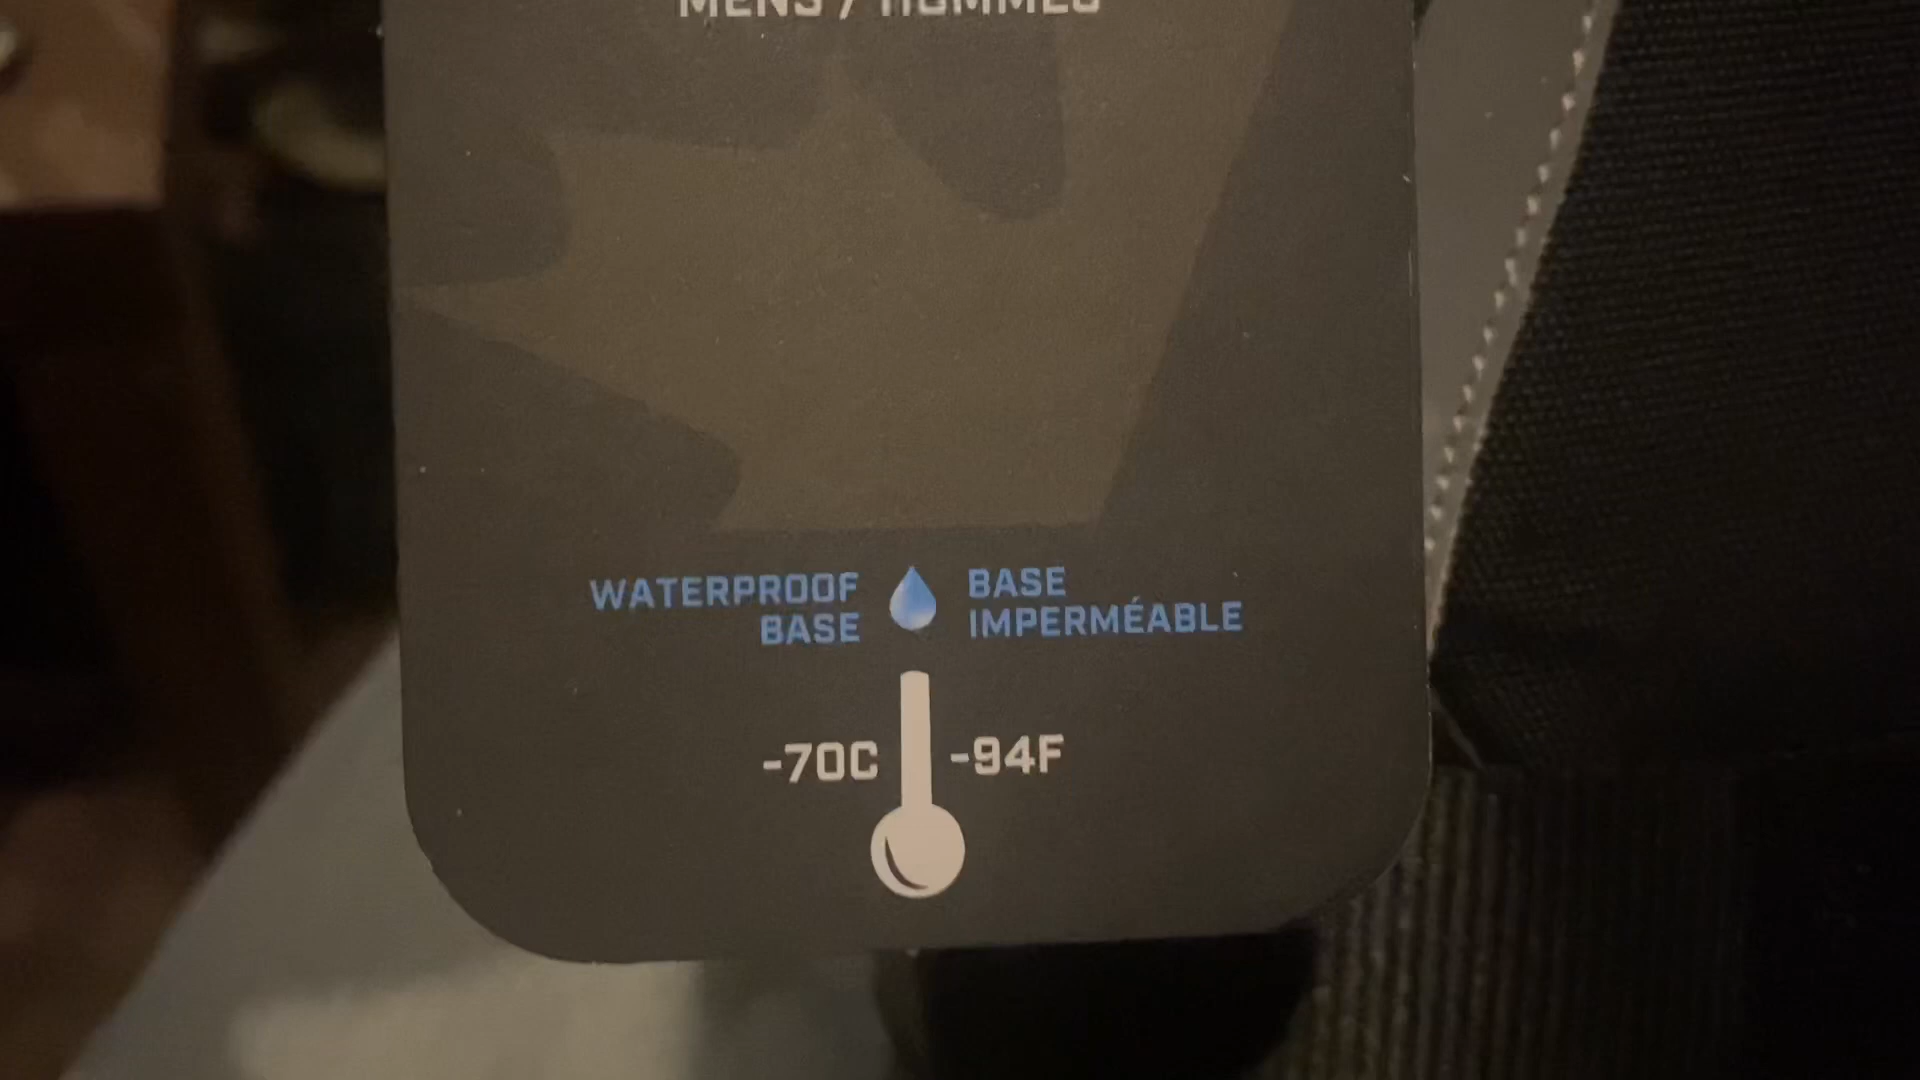 MENS / HOMMES
WATERPROOF
BASE
BASE
IMPERMÉABLE
-70C
-94F